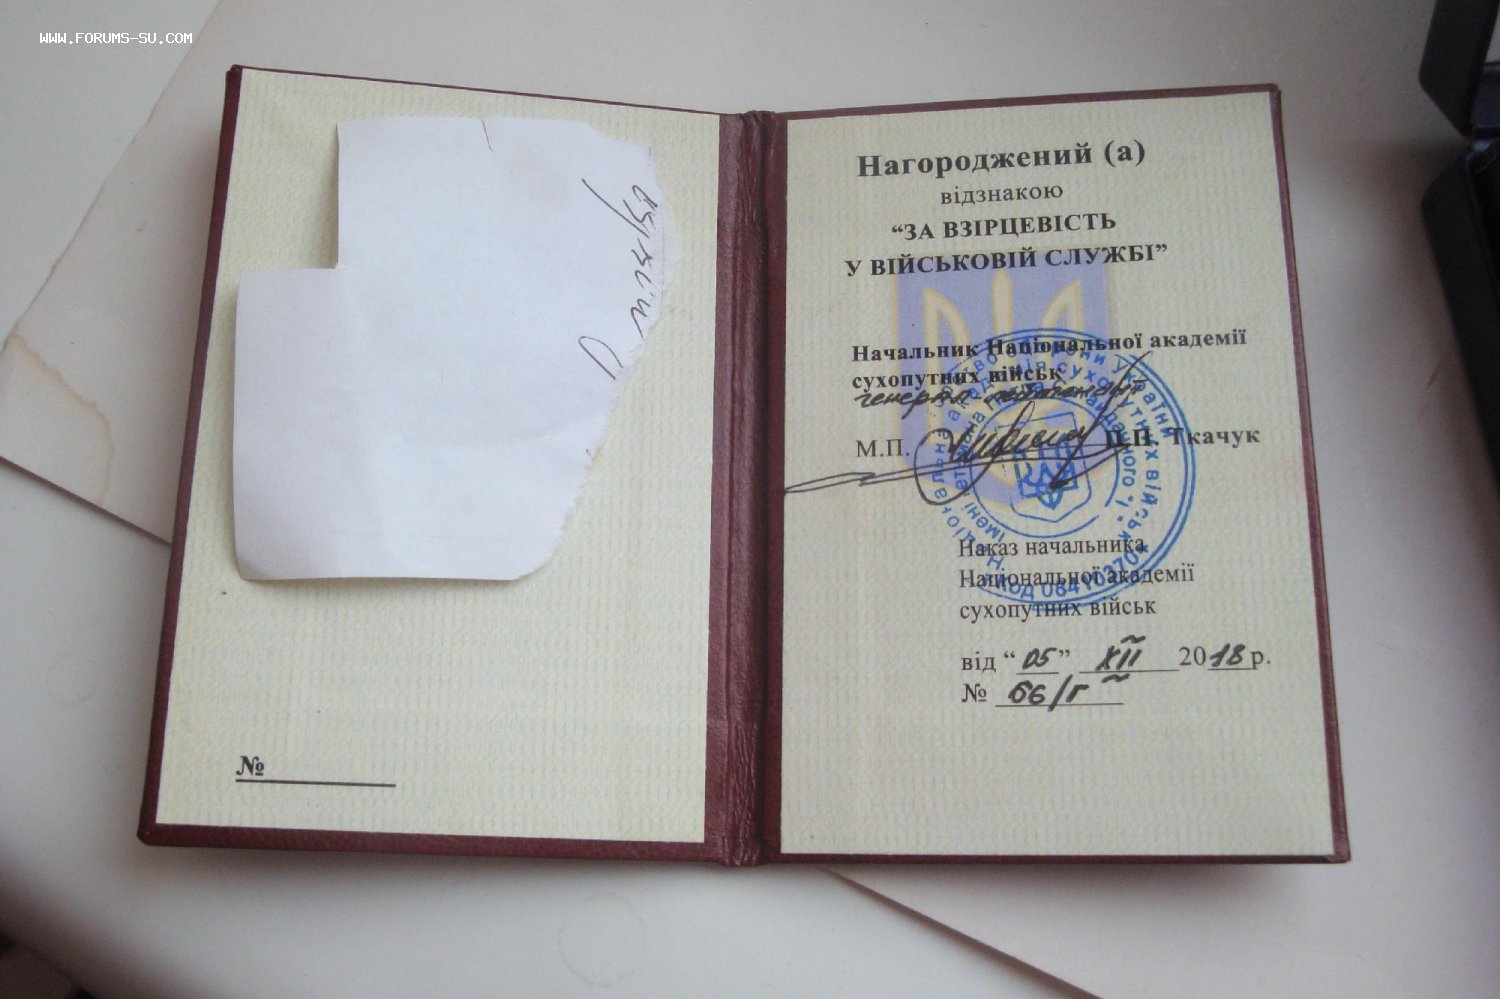 WWW.FORUMS-SU.COM
№
Нагороджений (а)
відзнакою
“ЗА ВЗІРЦЕВІСТЬ
У ВІЙСЬКОВІЙ СЛУЖБІ”
Начальник Національної академії
сухопутних військ
генерал-лейтенант
М.П. П.П. Ткачук
Наказ начальника
Національної академії
сухопутних військ
від “05” XII 2018 р.
№ 66/г